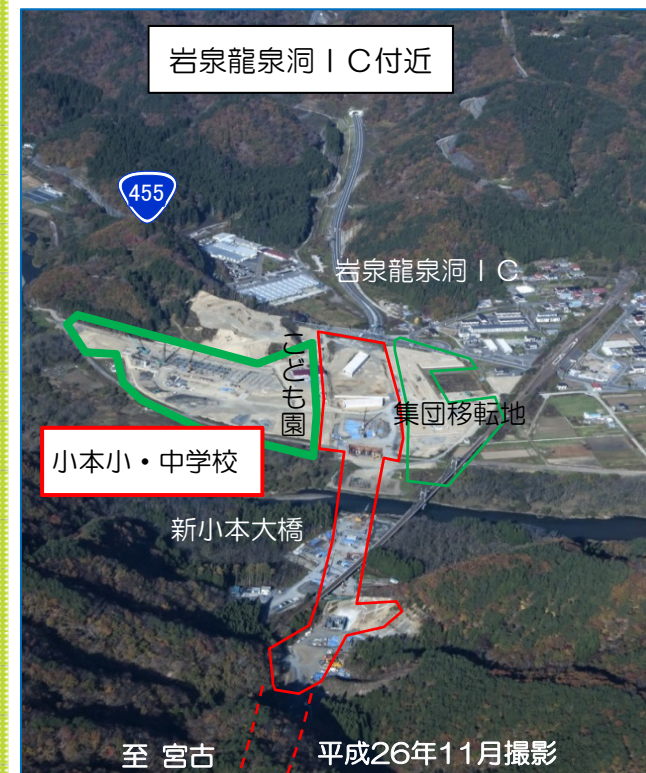 岩泉龍泉洞ＩＣ付近
455
岩泉龍泉洞ＩＣ
こども園
集団移転地
小本小・中学校
新小本大橋
至 宮古
平成26年11月撮影